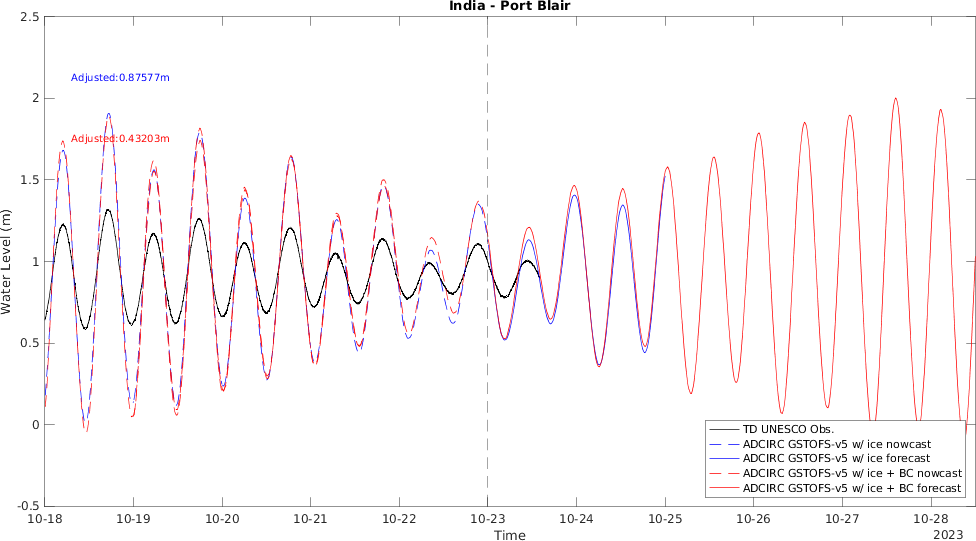 India - Port Blair
2.5
2
1.5
1
0.5
0
-0.5
Water Level (m)
Adjusted:0.87577m
Adjusted:0.43203m
TD UNESCO Obs.
ADCIRC GSTOFS-v5 w/ ice nowcast
ADCIRC GSTOFS-v5 w/ ice forecast
ADCIRC GSTOFS-v5 w/ ice + BC nowcast
ADCIRC GSTOFS-v5 w/ ice + BC forecast
10-18 10-19 10-20 10-21 10-22 10-23 10-24 10-25 10-26 10-27 10-28
Time
2023